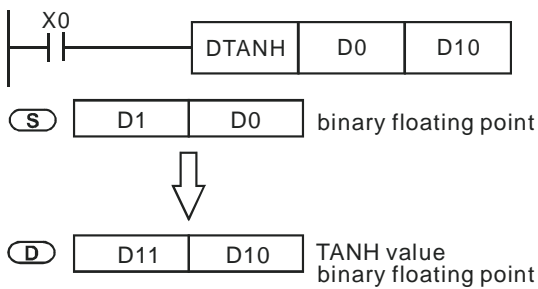 X0
DTANH D0 D10
S D1 D0 binary floating point
D D11 D10 TANH value
binary floating point